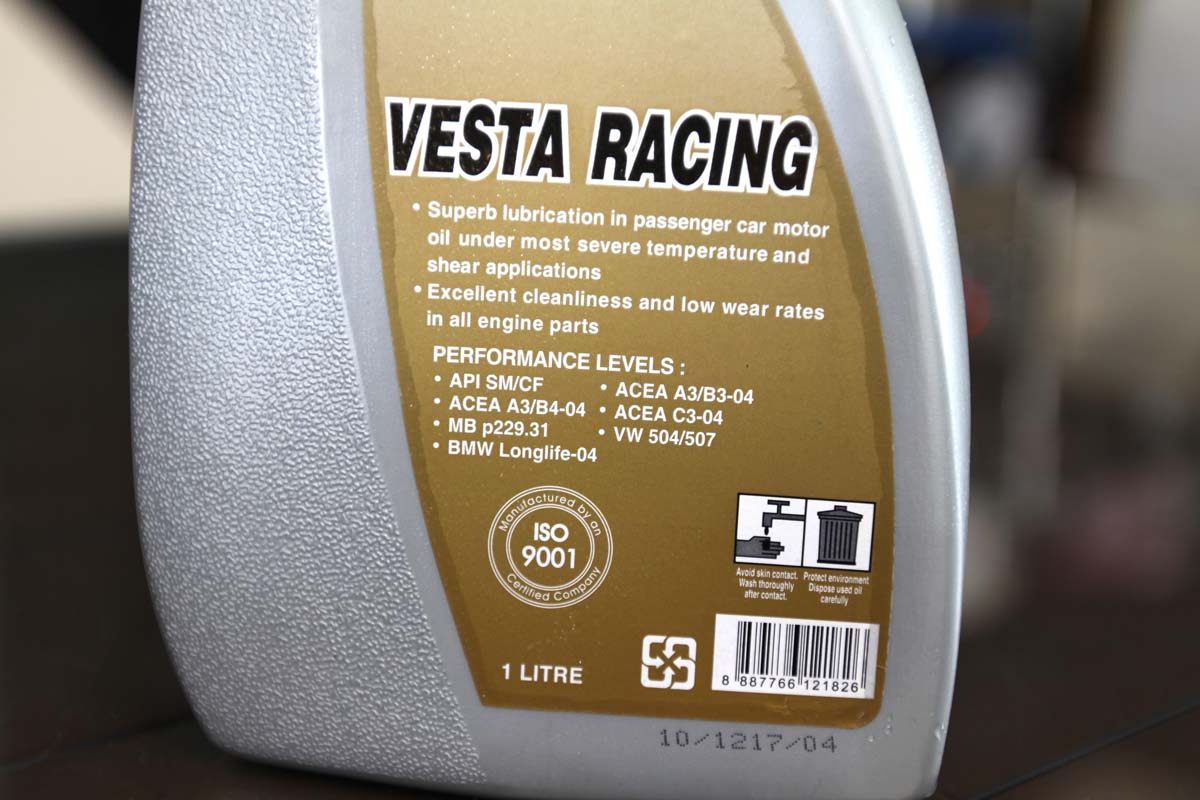 VESTA RACING
• Superb lubrication in passenger car motor
oil under most severe temperature and
shear applications
• Excellent cleanliness and low wear rates
in all engine parts
PERFORMANCE LEVELS :
• API SM/CF
• ACEA A3/B3-04
• ACEA A3/B4-04
• ACEA C3-04
• MB p229.31
• VW 504/507
• BMW Longlife-04
Manufactured by an
ISO
9001
Certified Company
Avoid skin contact.
Wash thoroughly
after contact.
Protect environment
Dispose used oil
carefully
1 LITRE
8 887766 121826
10/1217/04